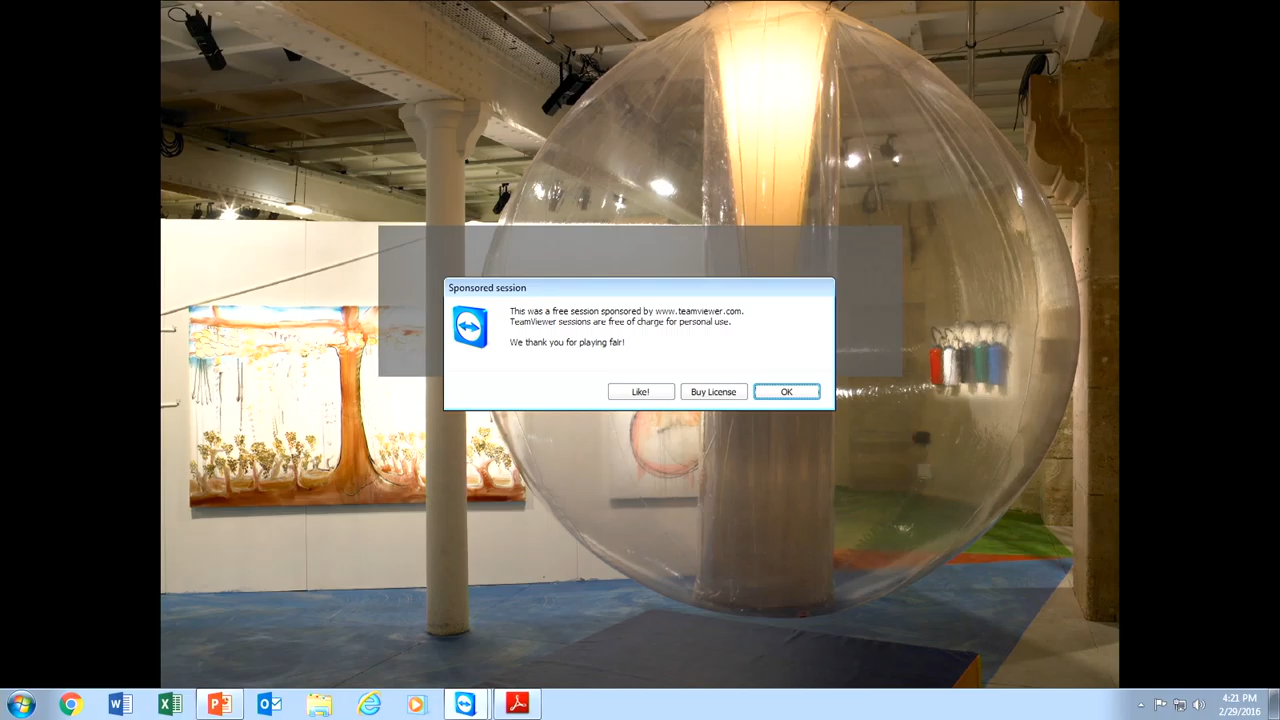 Sponsored session
This was a free session sponsored by www.teamviewer.com.
TeamViewer sessions are free of charge for personal use.
We thank you for playing fair!
Like!
Buy License
OK
4:21 PM
2/29/2016